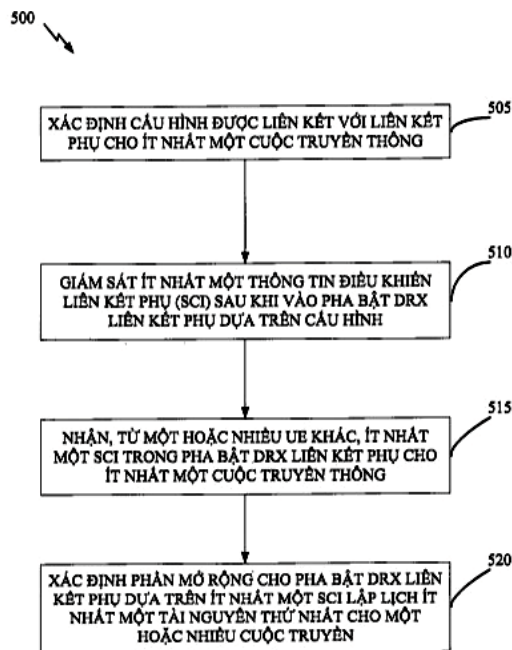 500
XÁC ĐỊNH CẤU HÌNH ĐƯỢC LIÊN KẾT VỚI LIÊN KẾT
PHỤ CHO ÍT NHẤT MỘT CUỘC TRUYỀN THÔNG
505
GIÁM SÁT ÍT NHẤT MỘT THÔNG TIN ĐIỀU KHIỂN
LIÊN KẾT PHỤ (SCI) SAU KHI VÀO PHA BẬT DRX
LIÊN KẾT PHỤ DỰA TRÊN CẤU HÌNH
510
NHẬN, TỪ MỘT HOẶC NHIỀU UE KHÁC, ÍT NHẤT
MỘT SCI TRONG PHA BẬT DRX LIÊN KẾT PHỤ CHO
ÍT NHẤT MỘT CUỘC TRUYỀN THÔNG
515
XÁC ĐỊNH PHẦN MỞ RỘNG CHO PHA BẬT DRX LIÊN
KẾT PHỤ DỰA TRÊN ÍT NHẤT MỘT SCI LẬP LỊCH ÍT
NHẤT MỘT TÀI NGUYÊN THỨ NHẤT CHO MỘT
HOẶC NHIỀU CUỘC TRUYỀN
520